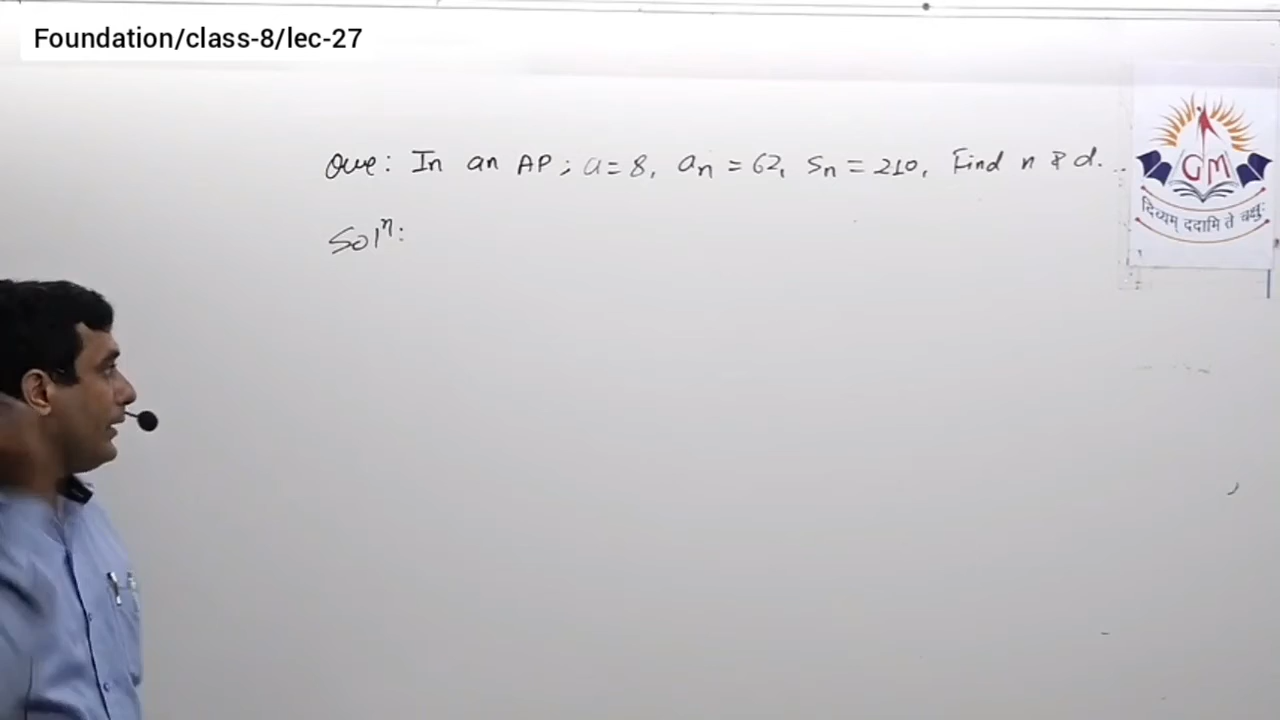 Foundation/class-8/lec-27
Que: In an AP; a = 8, an = 62, Sn = 210, Find n & d.
Solⁿ:
GM
दिव्यम् ददामि ते चक्षुः